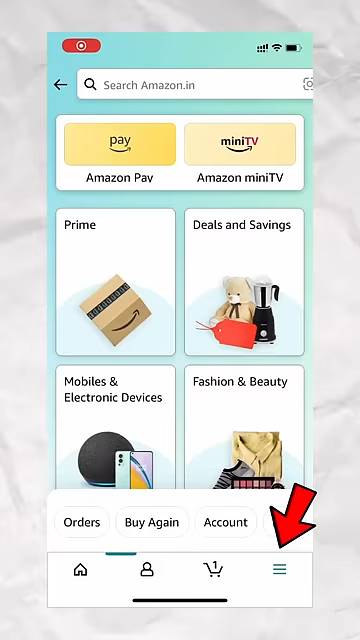 Search Amazon.in
pay
miniTV
Amazon Pay
Amazon miniTV
Prime
Deals and Savings
Mobiles &
Electronic Devices
Fashion & Beauty
Orders
Buy Again
Account
1